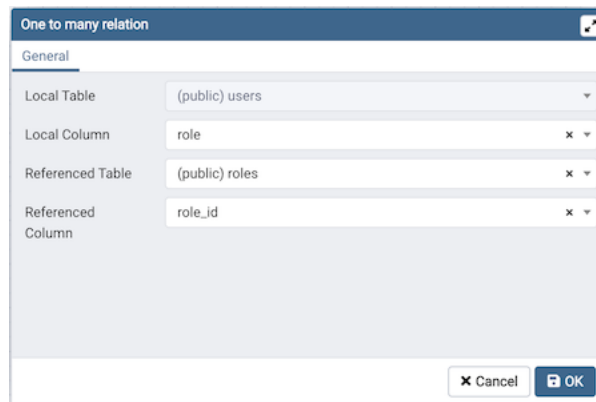 One to many relation
General
Local Table (public) users
Local Column role
Referenced Table (public) roles
Referenced role_id
Column
Cancel OK